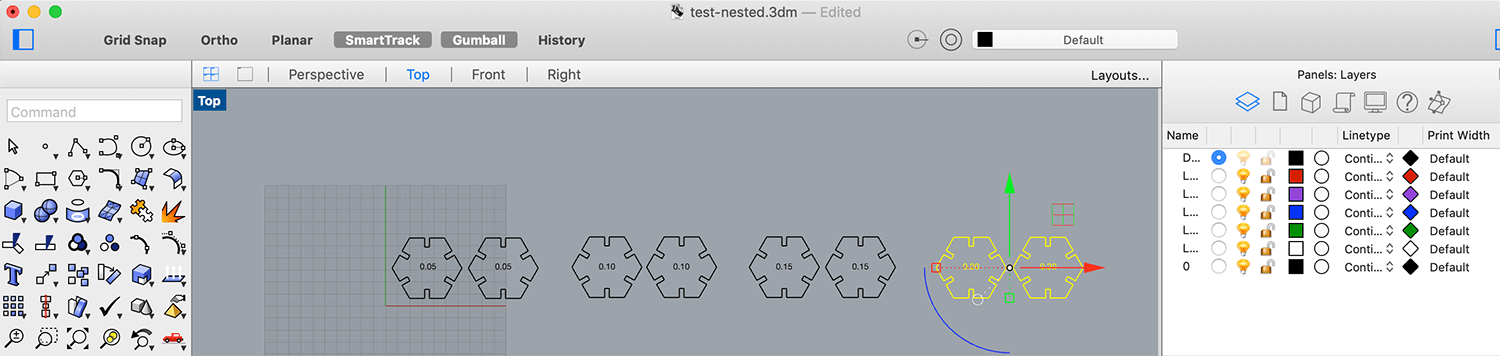 test-nested.3dm — Edited
Grid Snap Ortho Planar SmartTrack Gumball History Default
Perspective Top Front Right Layouts... Panels: Layers
Top
Command
Name Linetype Print Width
D... Conti... Default
L... Conti... Default
L... Conti... Default
L... Conti... Default
L... Conti... Default
L... Conti... Default
0 Conti... Default
0.05 0.05 0.10 0.10 0.15 0.15 0.20 0.20